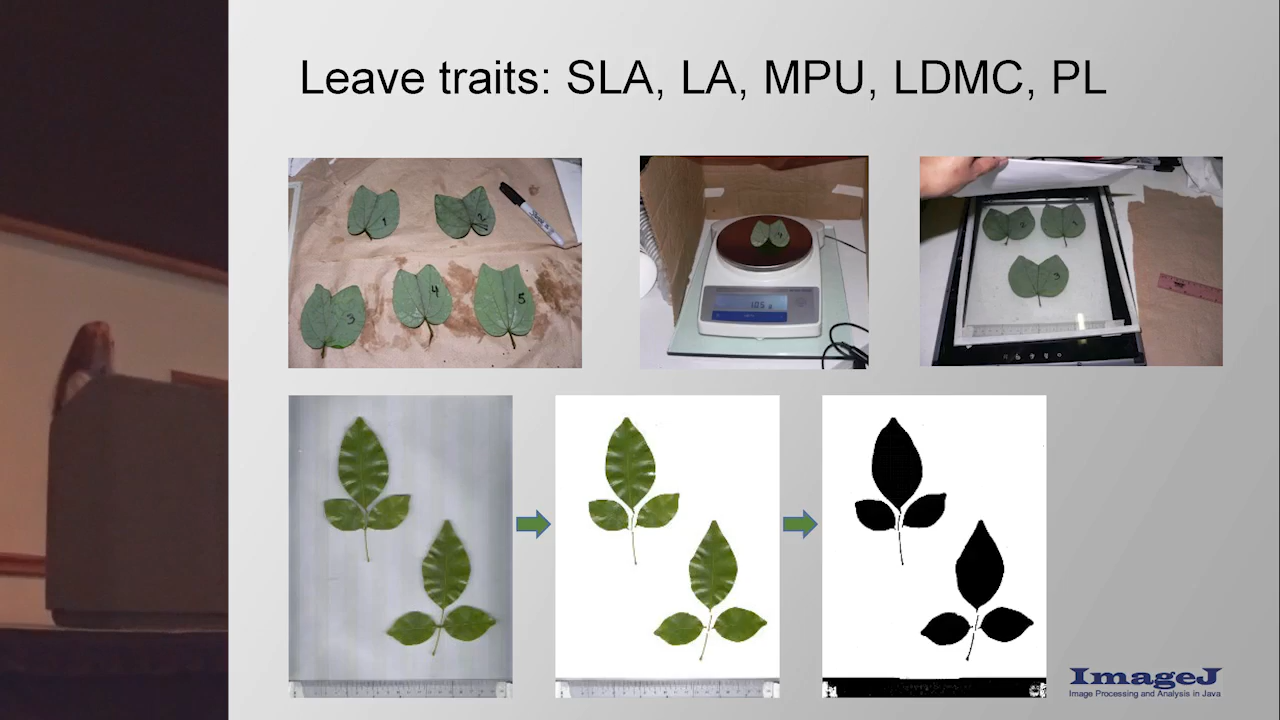 Leave traits: SLA, LA, MPU, LDMC, PL
1
2
Sharpie
3
4
5
ImageJ
Image Processing and Analysis in Java